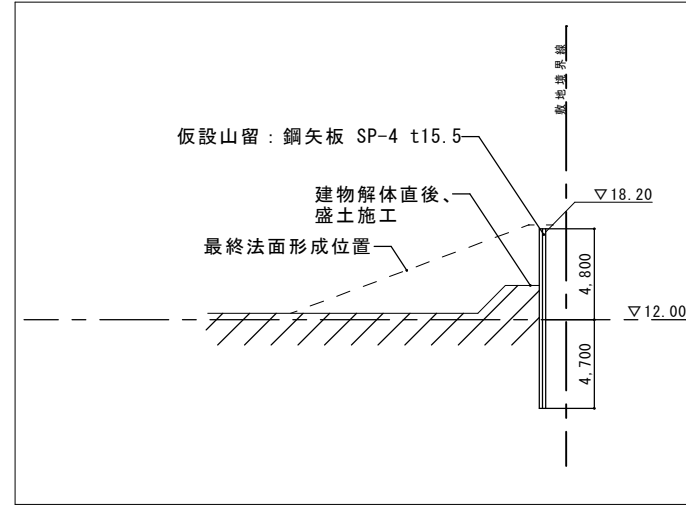 敷地境界線
仮設山留：鋼矢板 SP-4 t15.5
▽18.20
建物解体直後、
盛土施工
最終法面形成位置
4,800
▽12.00
4,700